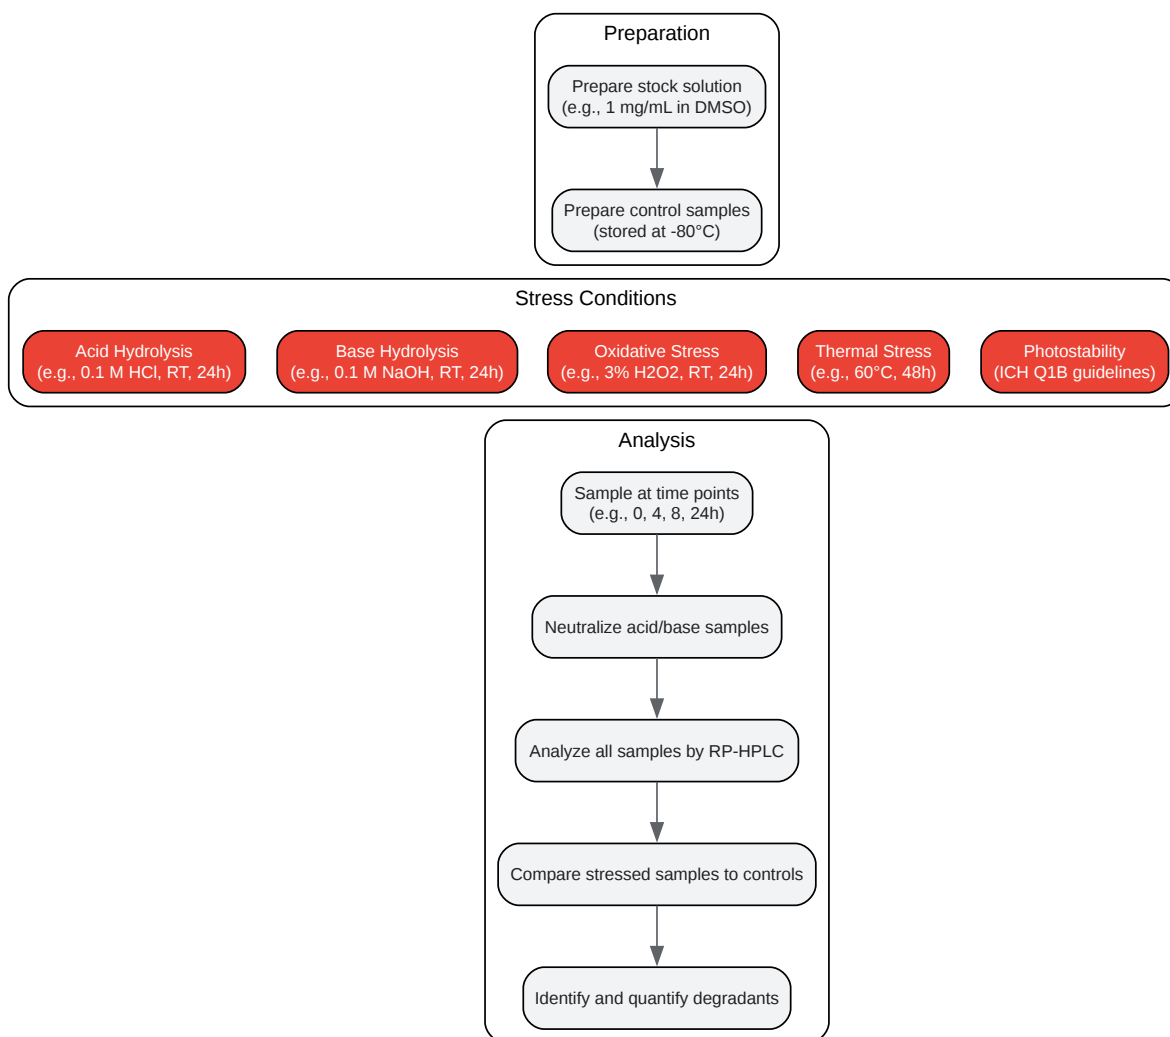 Preparation
Prepare stock solution
(e.g., 1 mg/mL in DMSO)
Prepare control samples
(stored at -80°C)
Stress Conditions
Acid Hydrolysis
(e.g., 0.1 M HCl, RT, 24h)
Base Hydrolysis
(e.g., 0.1 M NaOH, RT, 24h)
Oxidative Stress
(e.g., 3% H2O2, RT, 24h)
Thermal Stress
(e.g., 60°C, 48h)
Photostability
(ICH Q1B guidelines)
Analysis
Sample at time points
(e.g., 0, 4, 8, 24h)
Neutralize acid/base samples
Analyze all samples by RP-HPLC
Compare stressed samples to controls
Identify and quantify degradants